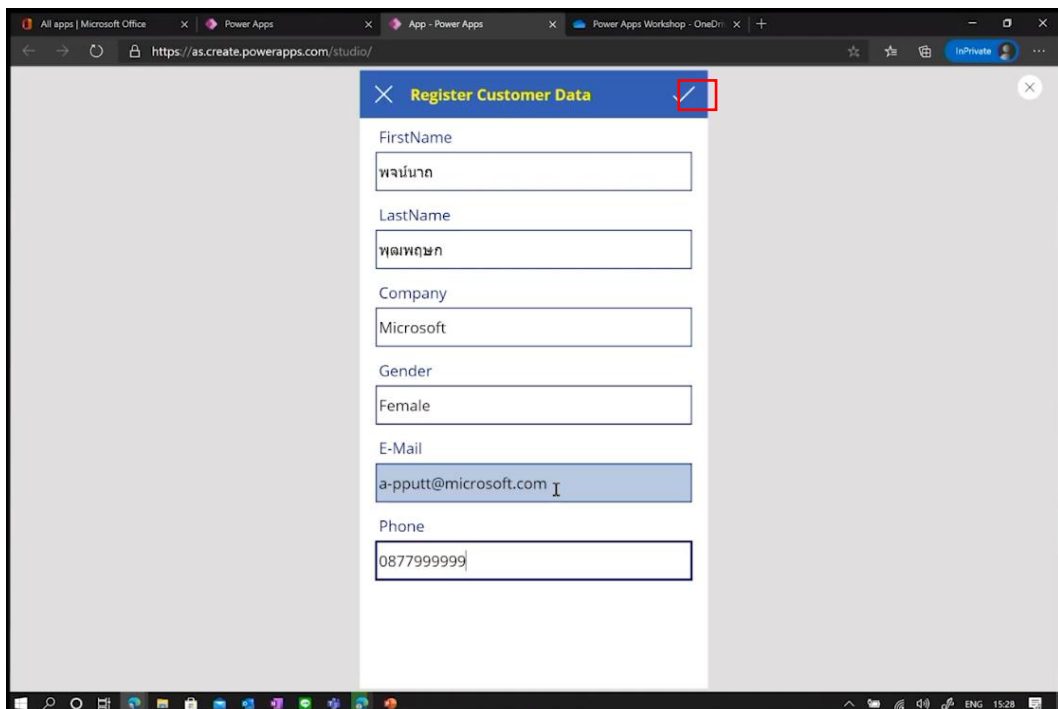 All apps | Microsoft Office
Power Apps
App - Power Apps
Power Apps Workshop - OneDri
https://as.create.powerapps.com/studio/
InPrivate
Register Customer Data
FirstName
พจน์นาถ
LastName
พุฒพฤษก
Company
Microsoft
Gender
Female
E-Mail
a-pputt@microsoft.com
Phone
0877999999
ENG 15:28